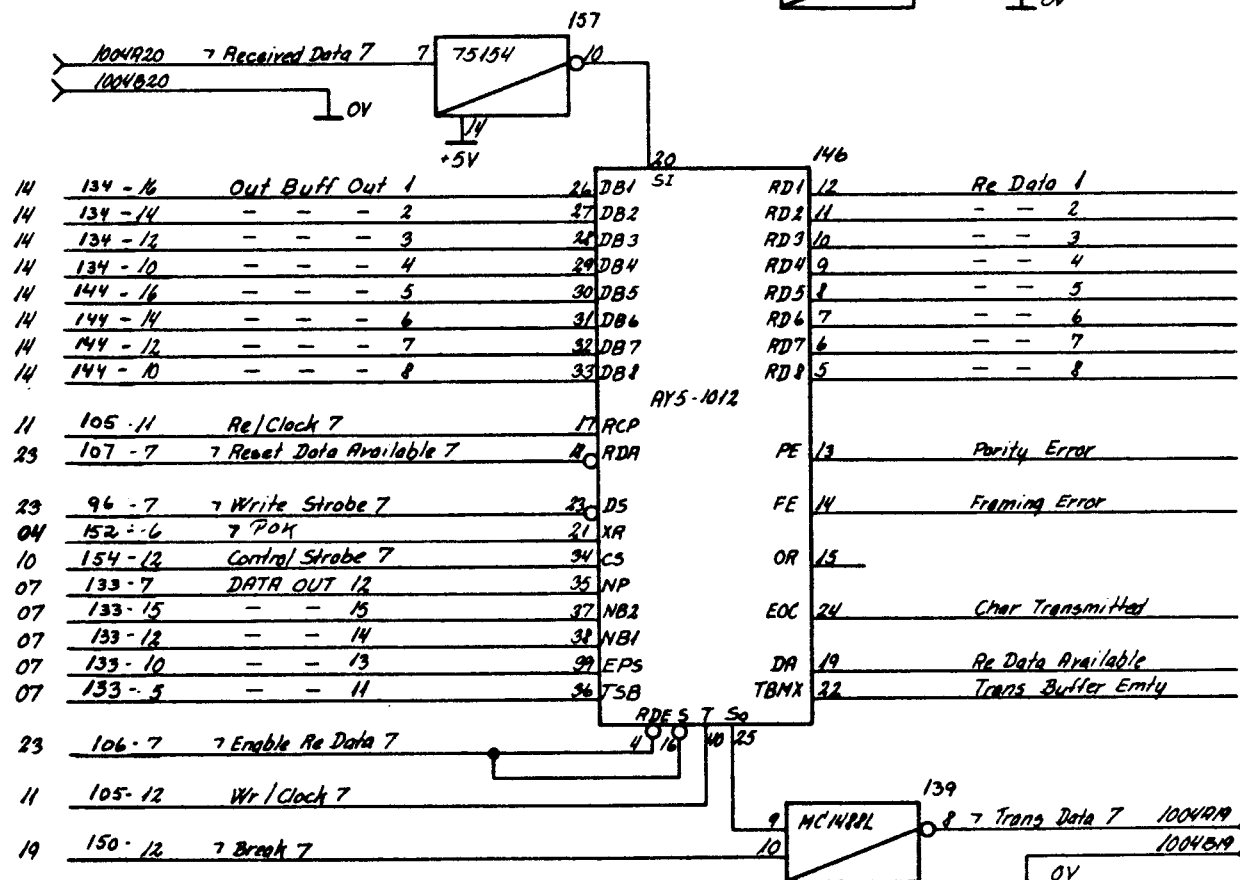 0V
157
1004A20 ¬ Received Data 7 7 75154 10
1004B20
0V
14
+5V
20 146
14 134-16 Out Buff Out 1 26 DB1 SI RD1 12 Re Data 1
14 134-14 — — — 2 27 DB2 RD2 11 — — 2
14 134-12 — — — 3 28 DB3 RD3 10 — — 3
14 134-10 — — — 4 29 DB4 RD4 9 — — 4
14 144-16 — — — 5 30 DB5 RD5 8 — — 5
14 144-14 — — — 6 31 DB6 RD6 7 — — 6
14 144-12 — — — 7 32 DB7 RD7 6 — — 7
14 144-10 — — — 8 33 DB8 RD8 5 — — 8
AY5-1012
11 105-11 Re/Clock 7 17 RCP
23 107-7 ¬ Reset Data Available 7 18 RDA PE 13 Parity Error
23 96-7 ¬ Write Strobe 7 23 DS FE 14 Framing Error
04 152-6 ¬ POK 21 XR
10 154-12 Control Strobe 7 34 CS OR 15
07 133-7 DATA OUT 12 35 NP
07 133-15 — — 15 37 NB2 EOC 24 Char Transmitted
07 133-12 — — 14 38 NB1
07 133-10 — — 13 39 EPS DA 19 Re Data Available
07 133-5 — — 11 36 TSB TBMX 22 Trans Buffer Emty
RDE S T So
23 106-7 ¬ Enable Re Data 7 4 16 40 25
11 105-12 Wr/Clock 7
139
9 MC1488L 8 ¬ Trans Data 7 1004A19
19 150-12 ¬ Break 7 10 1004B19
0V